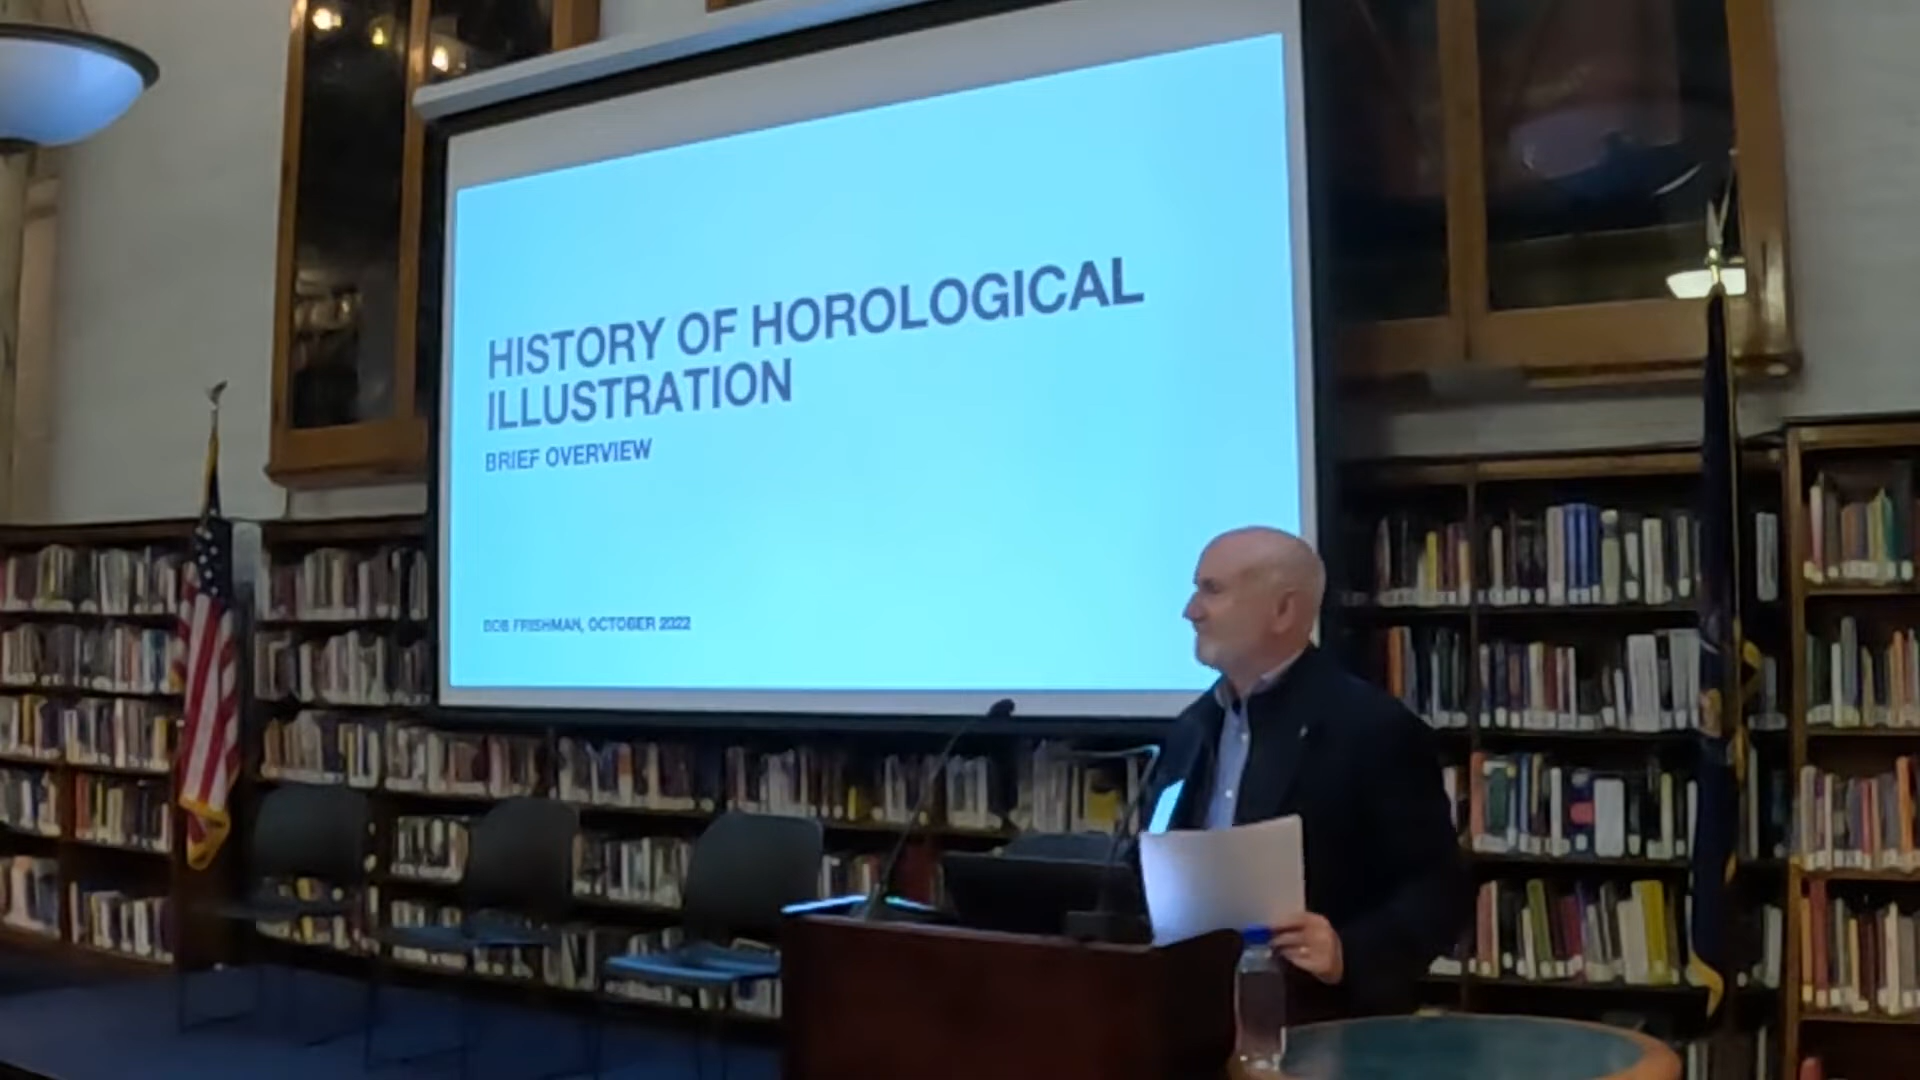 HISTORY OF HOROLOGICAL
ILLUSTRATION
BRIEF OVERVIEW
BOB FRISHMAN, OCTOBER 2022